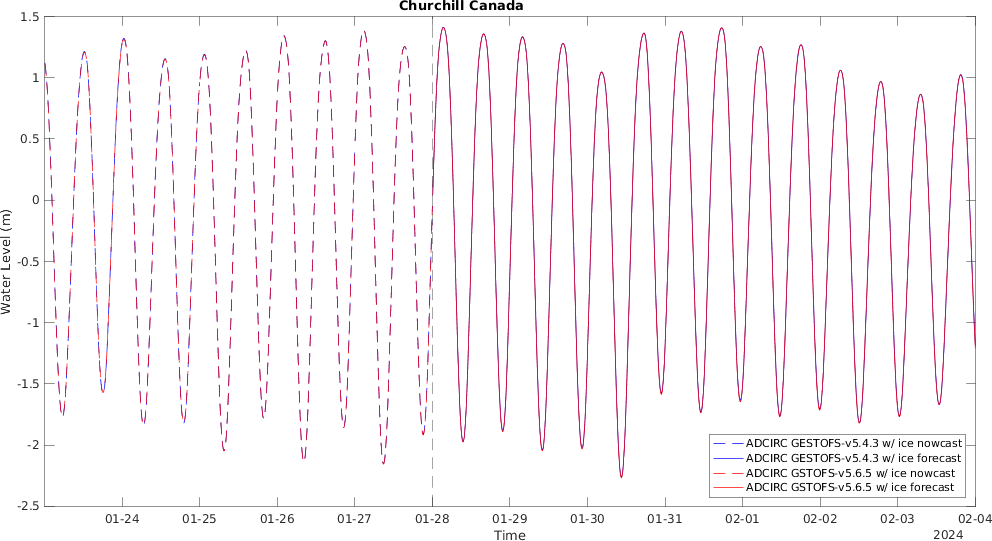 Churchill Canada
1.5
1
0.5
0
-0.5
-1
-1.5
-2
-2.5
Water Level (m)
ADCIRC GESTOFS-v5.4.3 w/ ice nowcast
ADCIRC GESTOFS-v5.4.3 w/ ice forecast
ADCIRC GSTOFS-v5.6.5 w/ ice nowcast
ADCIRC GSTOFS-v5.6.5 w/ ice forecast
01-24 01-25 01-26 01-27 01-28 01-29 01-30 01-31 02-01 02-02 02-03 02-04
Time 2024